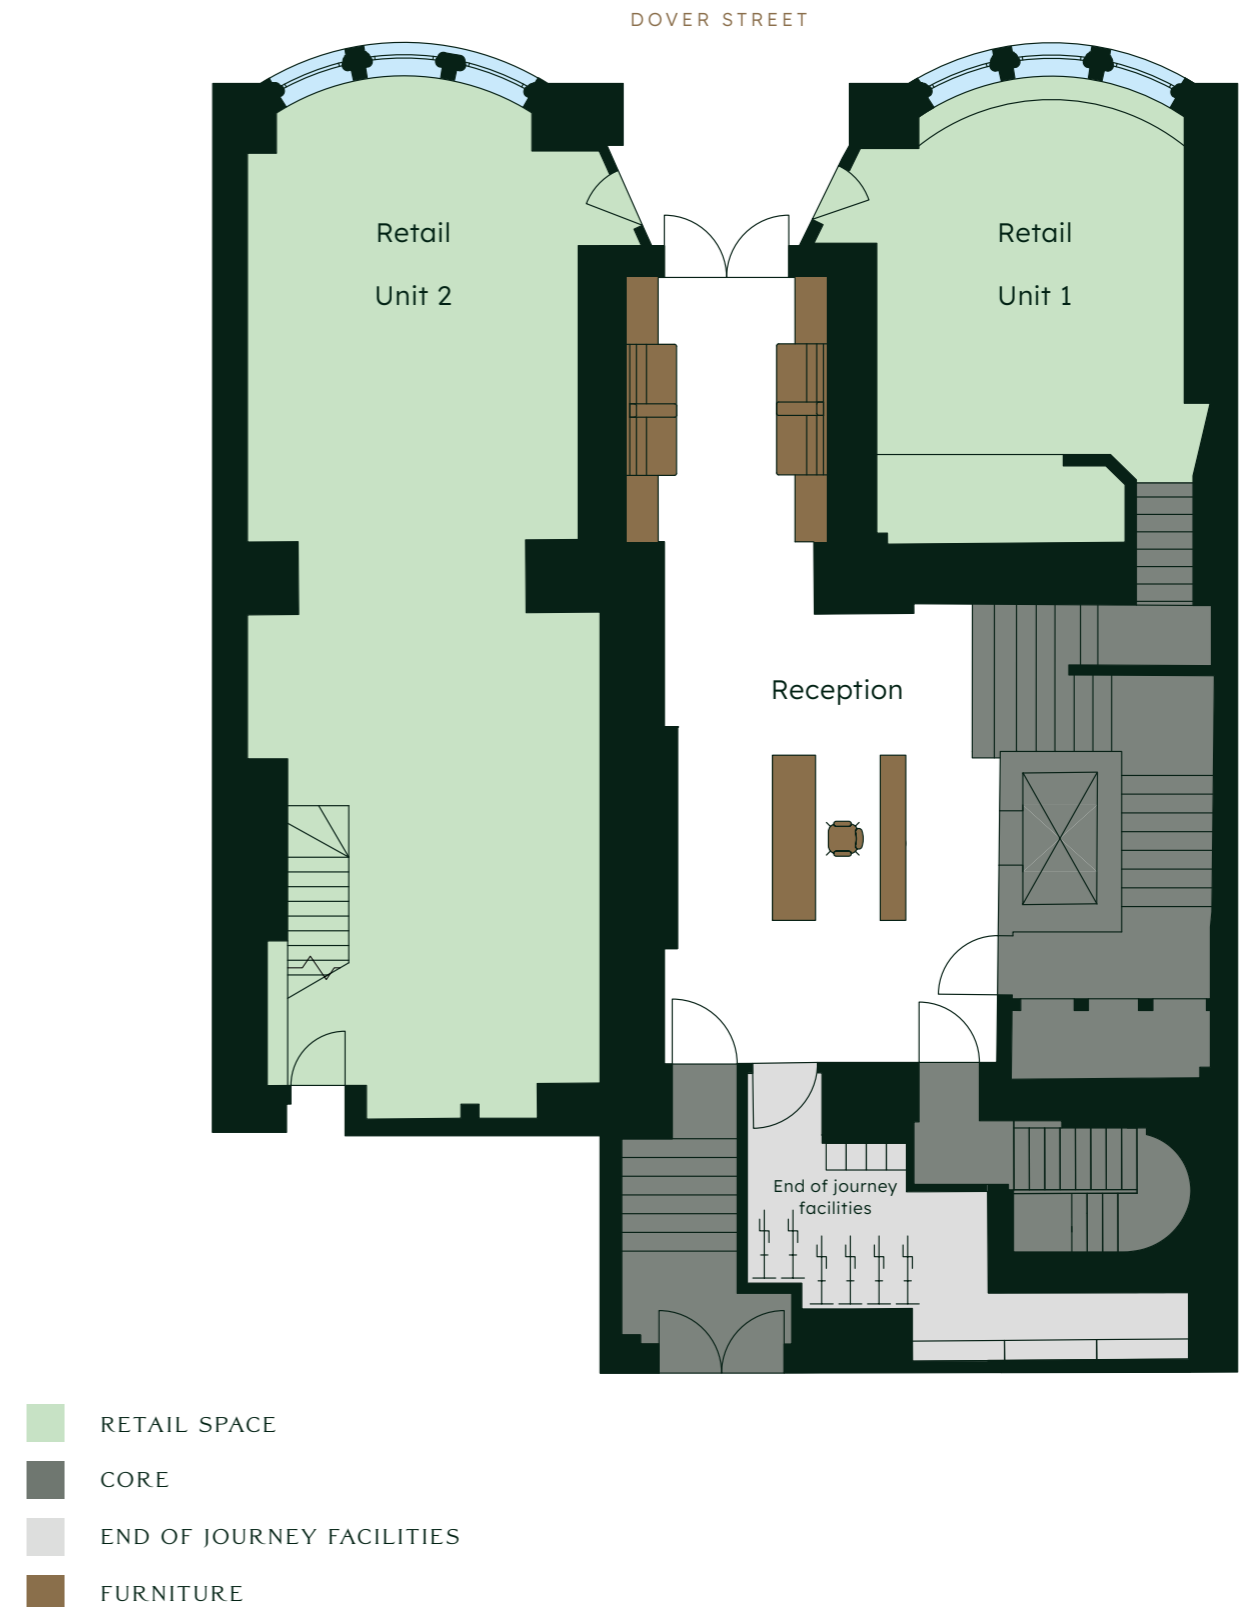 DOVER STREET
Retail
Unit 2
Retail
Unit 1
Reception
End of journey
facilities
RETAIL SPACE
CORE
END OF JOURNEY FACILITIES
FURNITURE